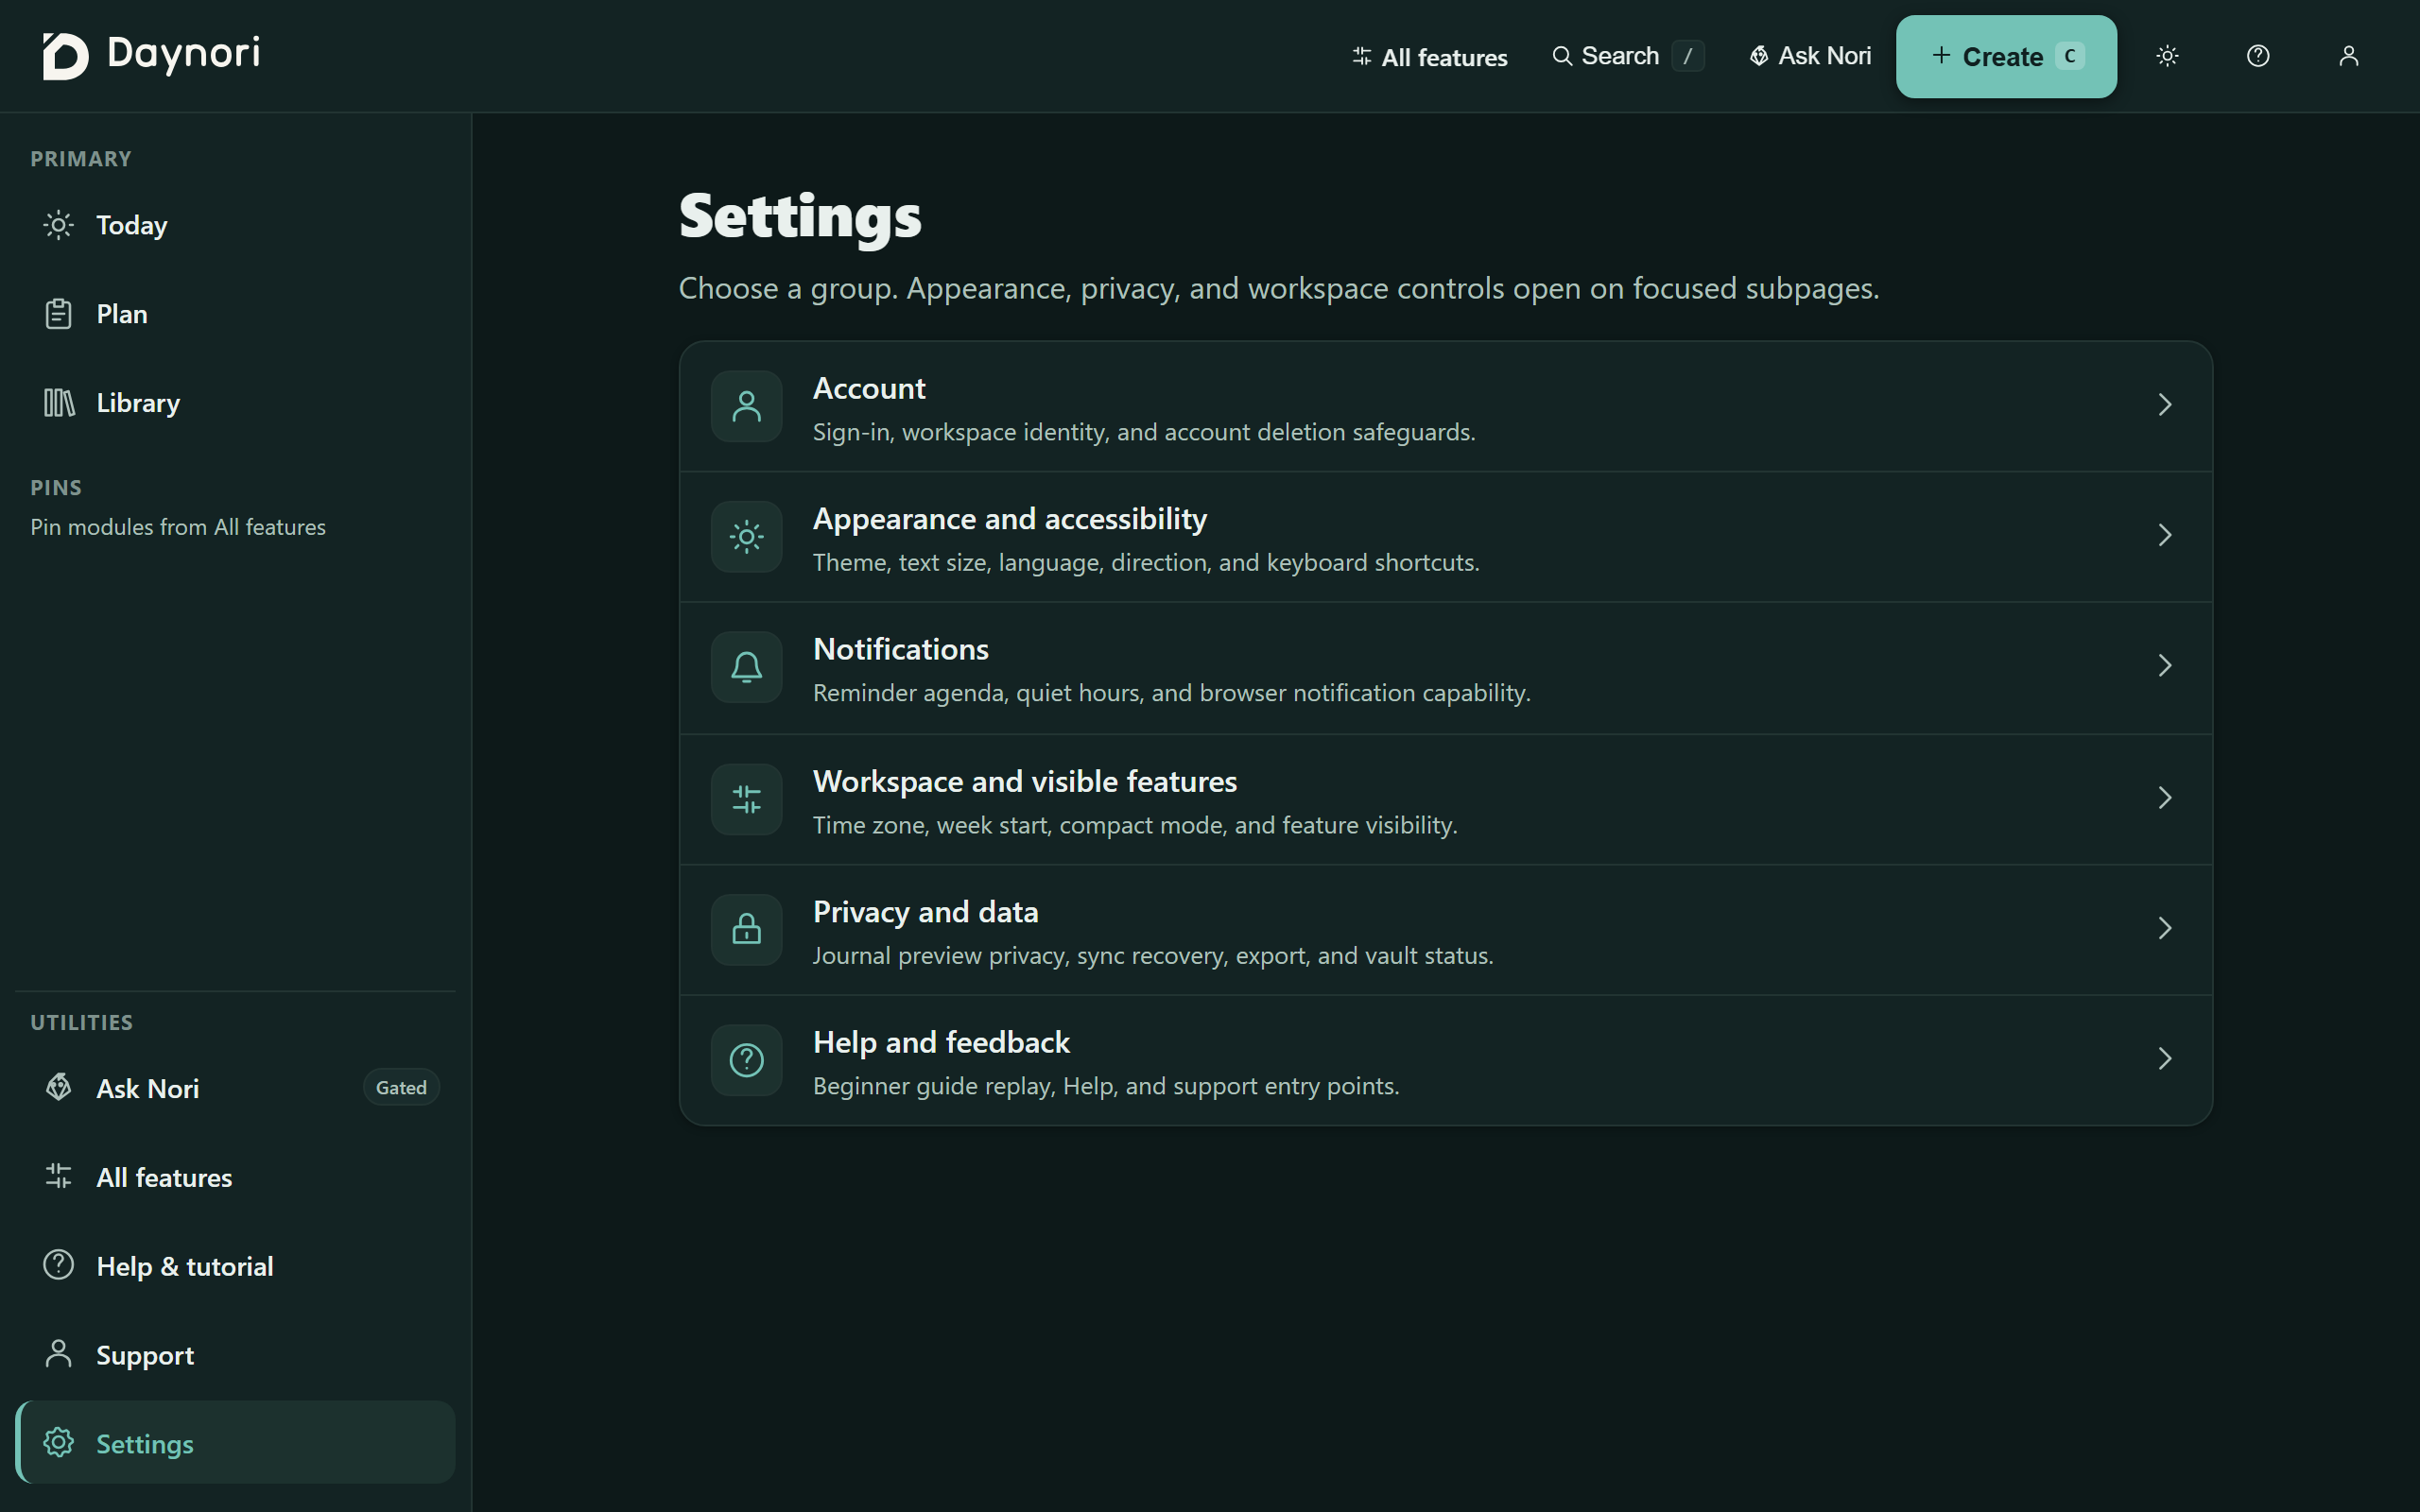 Daynori
All features
Search /
Ask Nori
+ Create C
PRIMARY
Today
Plan
Library
PINS
Pin modules from All features
UTILITIES
Ask Nori Gated
All features
Help & tutorial
Support
Settings
Settings
Choose a group. Appearance, privacy, and workspace controls open on focused subpages.
Account
Sign-in, workspace identity, and account deletion safeguards.
Appearance and accessibility
Theme, text size, language, direction, and keyboard shortcuts.
Notifications
Reminder agenda, quiet hours, and browser notification capability.
Workspace and visible features
Time zone, week start, compact mode, and feature visibility.
Privacy and data
Journal preview privacy, sync recovery, export, and vault status.
Help and feedback
Beginner guide replay, Help, and support entry points.